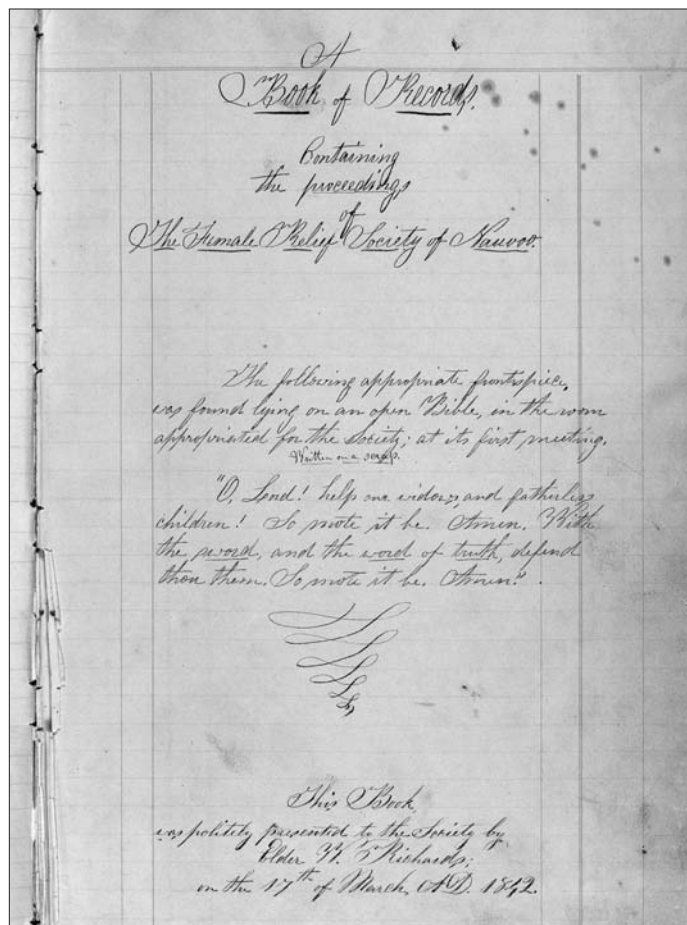 A
Book of Records.
Containing
the proceedings
of
The Female Relief Society of Nauvoo.
The following appropriate frontispiece,
was found lying on an open Bible, in the room
appropriated for the Society; at its first meeting.
Written on a scrap.
"O, Lord! help our widows, and fatherless
children! So mote it be. Amen. With
the sword, and the word of truth, defend
thou them. So mote it be. Amen."
This Book,
was politely presented to the Society by
Elder W. Richards;
on the 17th of March, A.D. 1842.